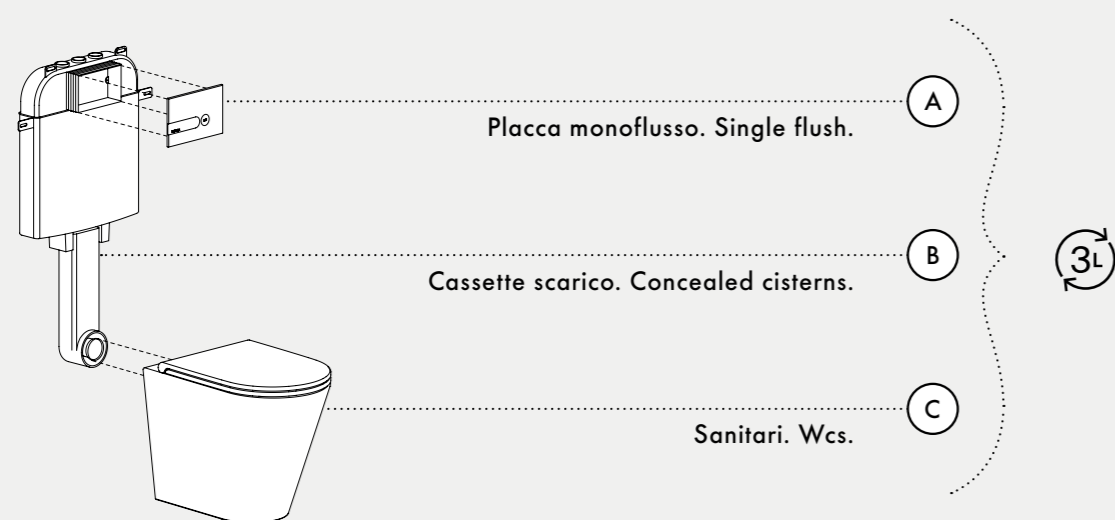 A
Placca monoflusso. Single flush.
B
Cassette scarico. Concealed cisterns.
3L
C
Sanitari. Wcs.